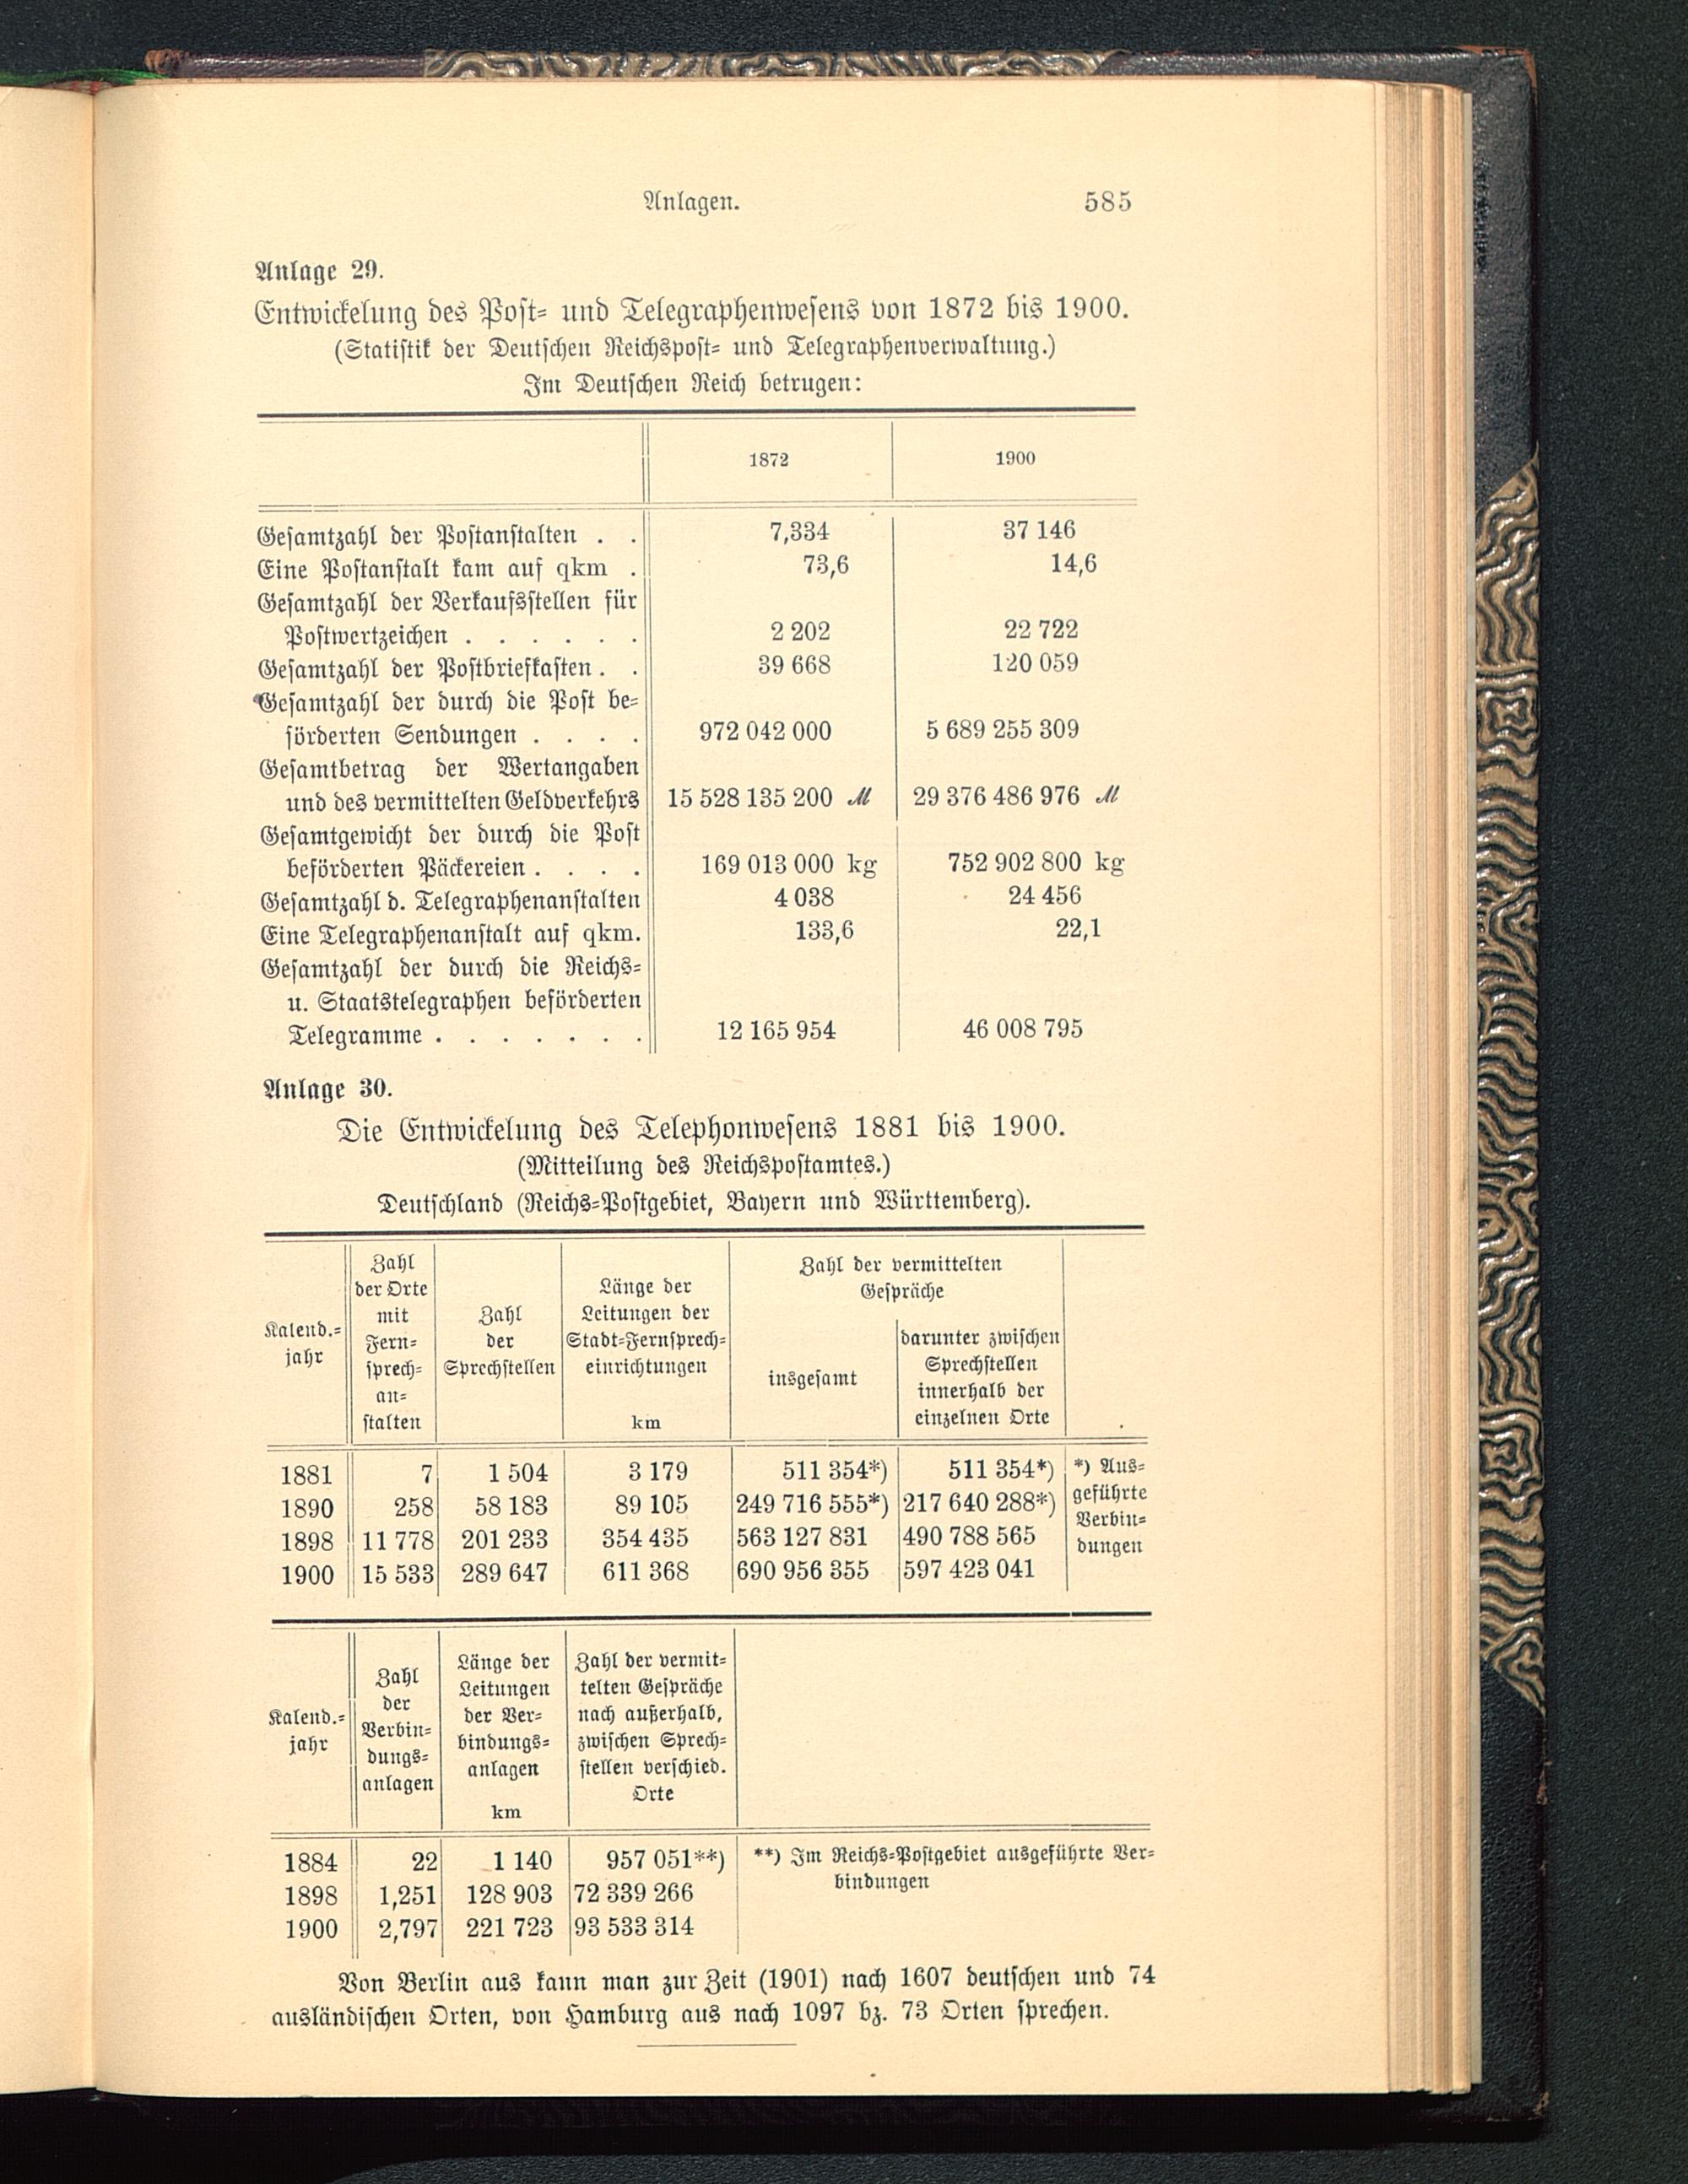 Anlagen. 585
Anlage 29.
Entwickelung des Post- und Telegraphenwesens von 1872 bis 1900.
(Statistik der Deutschen Reichspost- und Telegraphenverwaltung.)
Im Deutschen Reich betrugen:
1872 1900
Gesamtzahl der Postanstalten . . 7,334 37 146
Eine Postanstalt kam auf qkm . 73,6 14,6
Gesamtzahl der Verkaufsstellen für
Postwertzeichen . . . . . . 2 202 22 722
Gesamtzahl der Postbriefkasten . . 39 668 120 059
Gesamtzahl der durch die Post be-
förderten Sendungen . . . . 972 042 000 5 689 255 309
Gesamtbetrag der Wertangaben
und des vermittelten Geldverkehrs 15 528 135 200 ℳ 29 376 486 976 ℳ
Gesamtgewicht der durch die Post
beförderten Päckereien . . . . 169 013 000 kg 752 902 800 kg
Gesamtzahl d. Telegraphenanstalten 4 038 24 456
Eine Telegraphenanstalt auf qkm. 133,6 22,1
Gesamtzahl der durch die Reichs-
u. Staatstelegraphen beförderten
Telegramme . . . . . . . 12 165 954 46 008 795
Anlage 30.
Die Entwickelung des Telephonwesens 1881 bis 1900.
(Mitteilung des Reichspostamtes.)
Deutschland (Reichs-Postgebiet, Bayern und Württemberg).
Kalend.-
jahr
Zahl
der Orte
mit
Fern-
sprech-
an-
stalten
Zahl
der
Sprechstellen
Länge der
Leitungen der
Stadt-Fernsprech-
einrichtungen
km
Zahl der vermittelten
Gespräche
insgesamt
darunter zwischen
Sprechstellen
innerhalb der
einzelnen Orte
1881 7 1 504 3 179 511 354*) 511 354*)
1890 258 58 183 89 105 249 716 555*) 217 640 288*)
1898 11 778 201 233 354 435 563 127 831 490 788 565
1900 15 533 289 647 611 368 690 956 355 597 423 041
*) Aus-
geführte
Verbin-
dungen
Kalend.-
jahr
Zahl
der
Verbin-
dungs-
anlagen
Länge der
Leitungen
der Ver-
bindungs-
anlagen
km
Zahl der vermit-
telten Gespräche
nach außerhalb,
zwischen Sprech-
stellen verschied.
Orte
1884 22 1 140 957 051**)
1898 1,251 128 903 72 339 266
1900 2,797 221 723 93 533 314
**) Im Reichs-Postgebiet ausgeführte Ver-
bindungen
Von Berlin aus kann man zur Zeit (1901) nach 1607 deutschen und 74
ausländischen Orten, von Hamburg aus nach 1097 bz. 73 Orten sprechen.